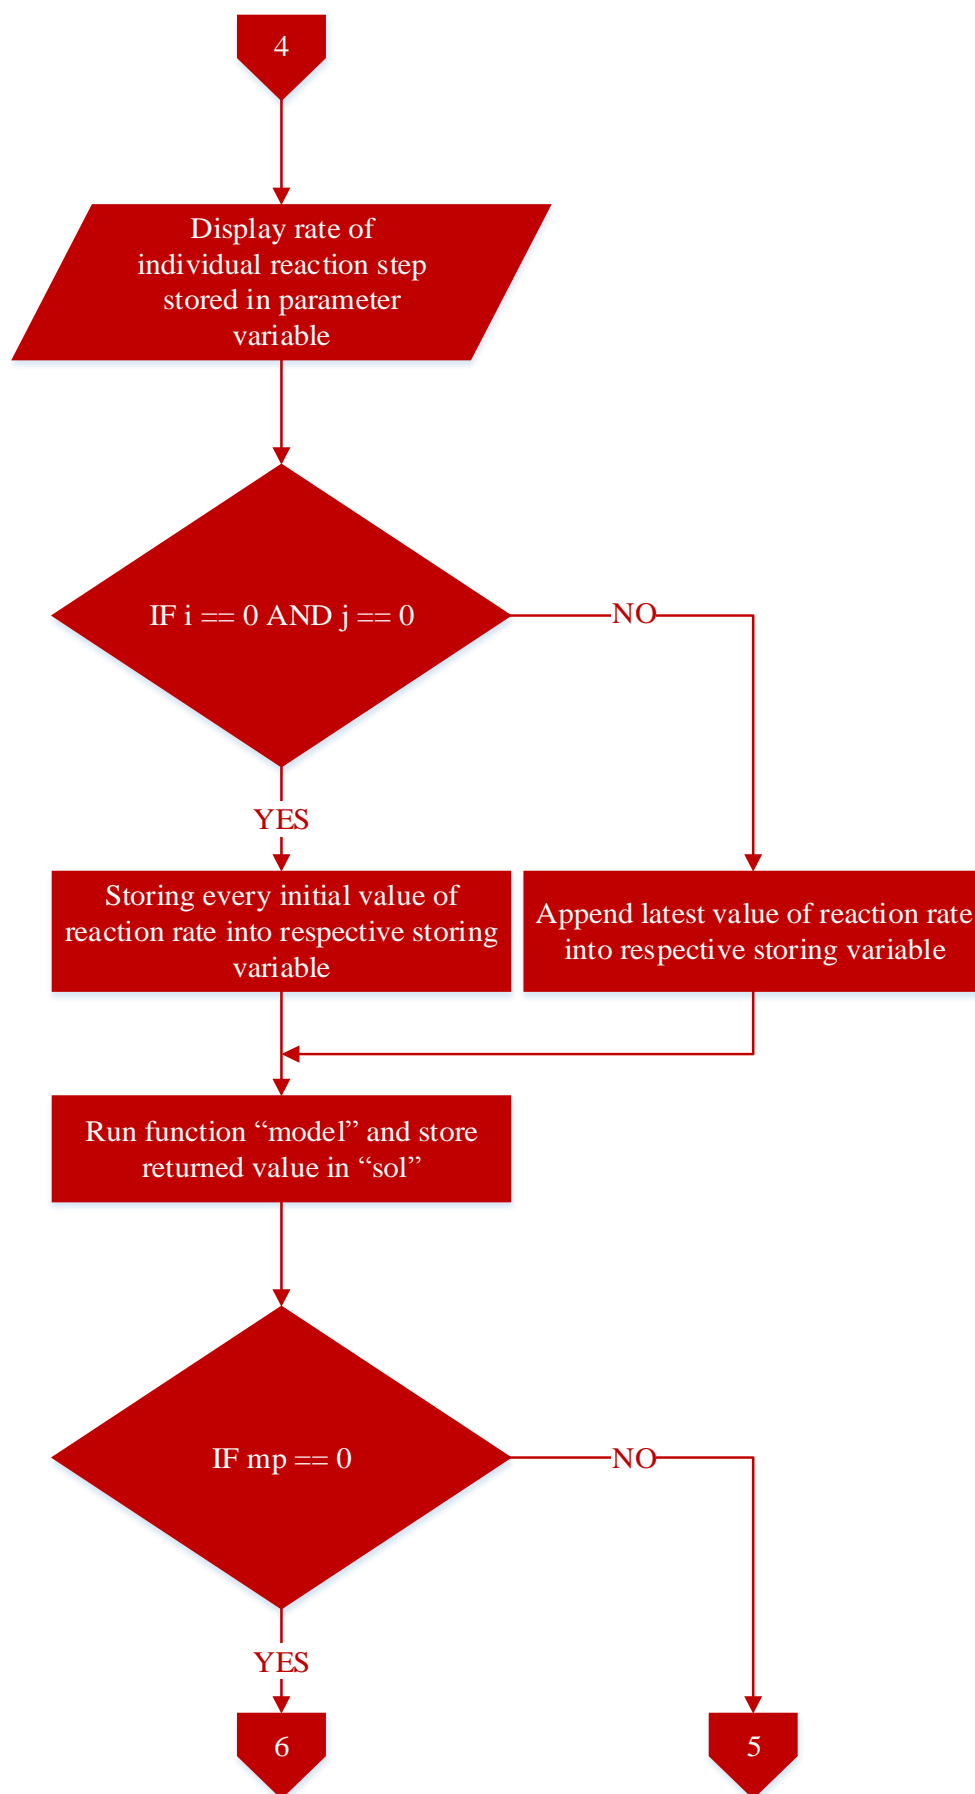 4
Display rate of
individual reaction step
stored in parameter
variable
IF i == 0 AND j == 0
NO
YES
Storing every initial value of
reaction rate into respective storing
variable
Append latest value of reaction rate
into respective storing variable
Run function “model” and store
returned value in “sol”
IF mp == 0
NO
YES
6
5